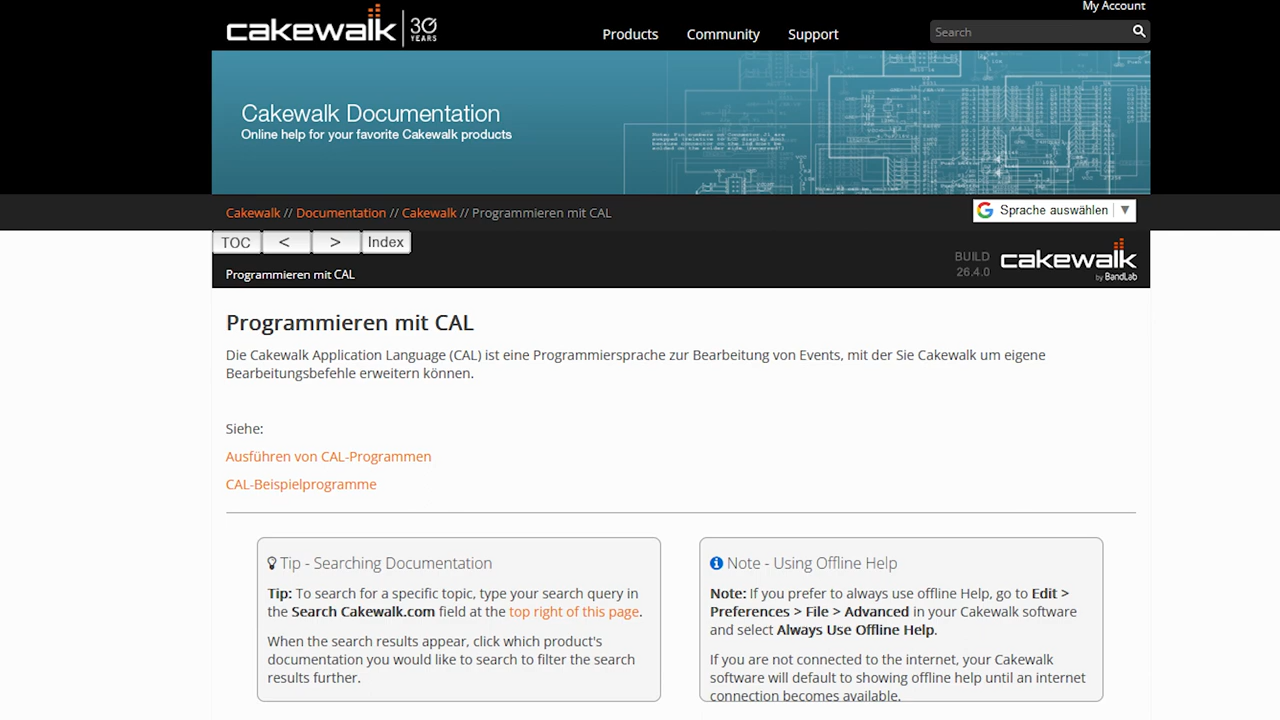 My Account
cakewalk 30 YEARS
Products Community Support
Search
Cakewalk Documentation
Online help for your favorite Cakewalk products
Cakewalk // Documentation // Cakewalk // Programmieren mit CAL
Sprache auswählen ▼
TOC < > Index
BUILD
26.4.0
cakewalk
by BandLab
Programmieren mit CAL
Programmieren mit CAL
Die Cakewalk Application Language (CAL) ist eine Programmiersprache zur Bearbeitung von Events, mit der Sie Cakewalk um eigene
Bearbeitungsbefehle erweitern können.
Siehe:
Ausführen von CAL-Programmen
CAL-Beispielprogramme
Tip - Searching Documentation
Tip: To search for a specific topic, type your search query in
the Search Cakewalk.com field at the top right of this page.
When the search results appear, click which product's
documentation you would like to search to filter the search
results further.
Note - Using Offline Help
Note: If you prefer to always use offline Help, go to Edit >
Preferences > File > Advanced in your Cakewalk software
and select Always Use Offline Help.
If you are not connected to the internet, your Cakewalk
software will default to showing offline help until an internet
connection becomes available.